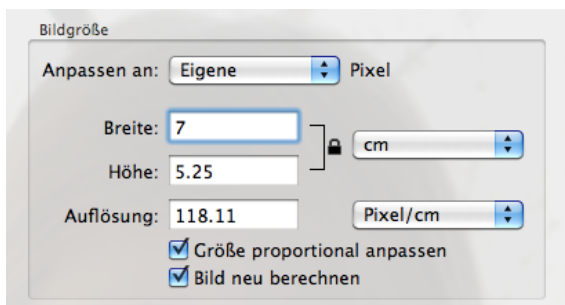 Bildgröße
Anpassen an: Eigene Pixel
Breite: 7
cm
Höhe: 5.25
Auflösung: 118.11 Pixel/cm
Größe proportional anpassen
Bild neu berechnen